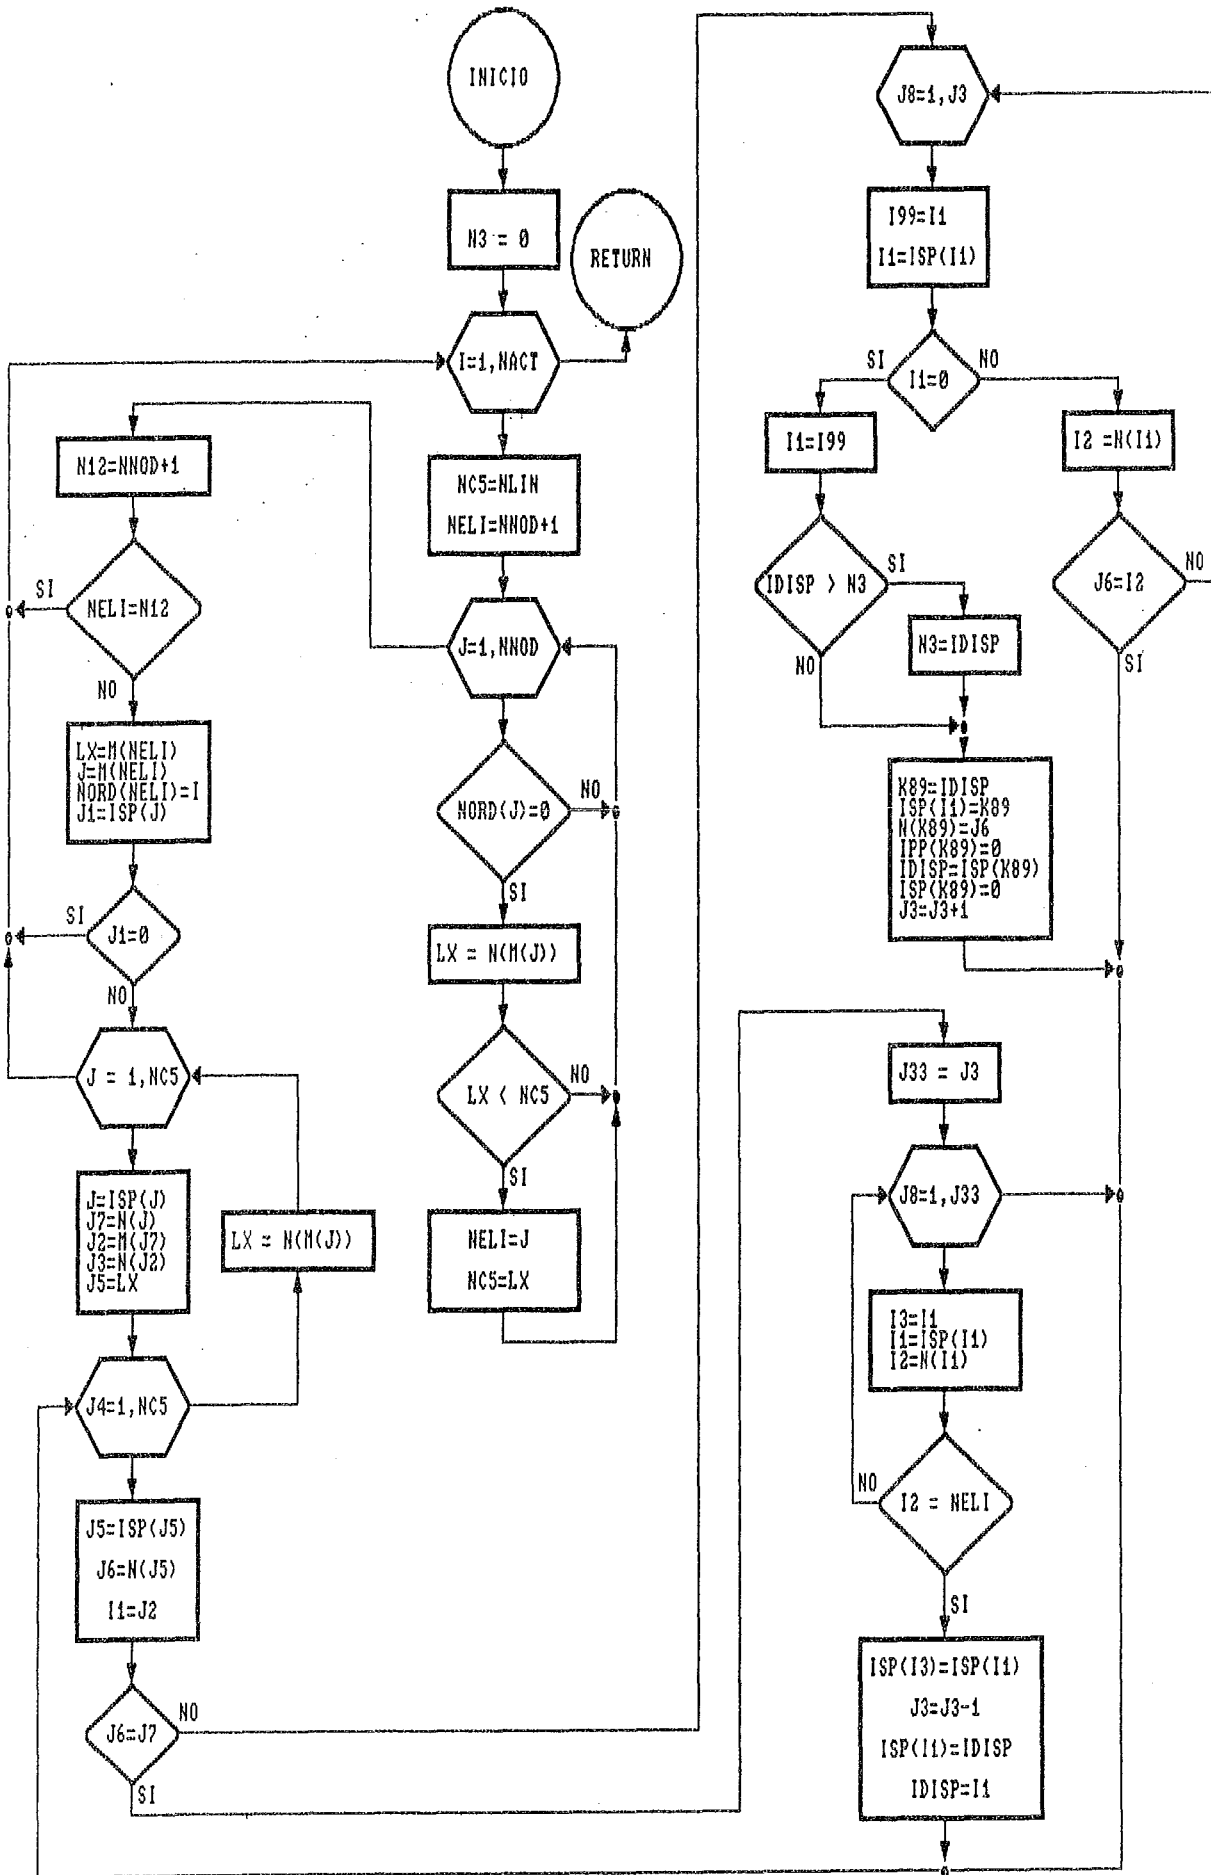 INICIO
N3 = 0
RETURN
I=1,NACT
NC5=NLIN
NELI=NNOD+1
J=1,NNOD
NORD(J)=0
NO
SI
LX = N(M(J))
LX < NC5
NO
SI
NELI=J
NC5=LX
N12=NNOD+1
NELI=N12
SI
NO
LX=M(NELI)
J=M(NELI)
NORD(NELI)=I
J1=ISP(J)
J1=0
SI
NO
J = 1,NC5
J=ISP(J)
J7=N(J)
J2=M(J7)
J3=N(J2)
J5=LX
LX = N(M(J))
J4=1,NC5
J5=ISP(J5)
J6=N(J5)
I1=J2
J6=J7
NO
SI
J8=1,J3
I99=I1
I1=ISP(I1)
I1=0
SI
NO
I1=I99
I2 =N(I1)
IDISP > N3
SI
NO
N3=IDISP
J6=I2
NO
SI
K89=IDISP
ISP(I1)=K89
N(K89)=J6
IPP(K89)=0
IDISP=ISP(K89)
ISP(K89)=0
J3=J3+1
J33 = J3
J8=1,J33
I3=I1
I1=ISP(I1)
I2=N(I1)
I2 = NELI
NO
SI
ISP(I3)=ISP(I1)
J3=J3-1
ISP(I1)=IDISP
IDISP=I1